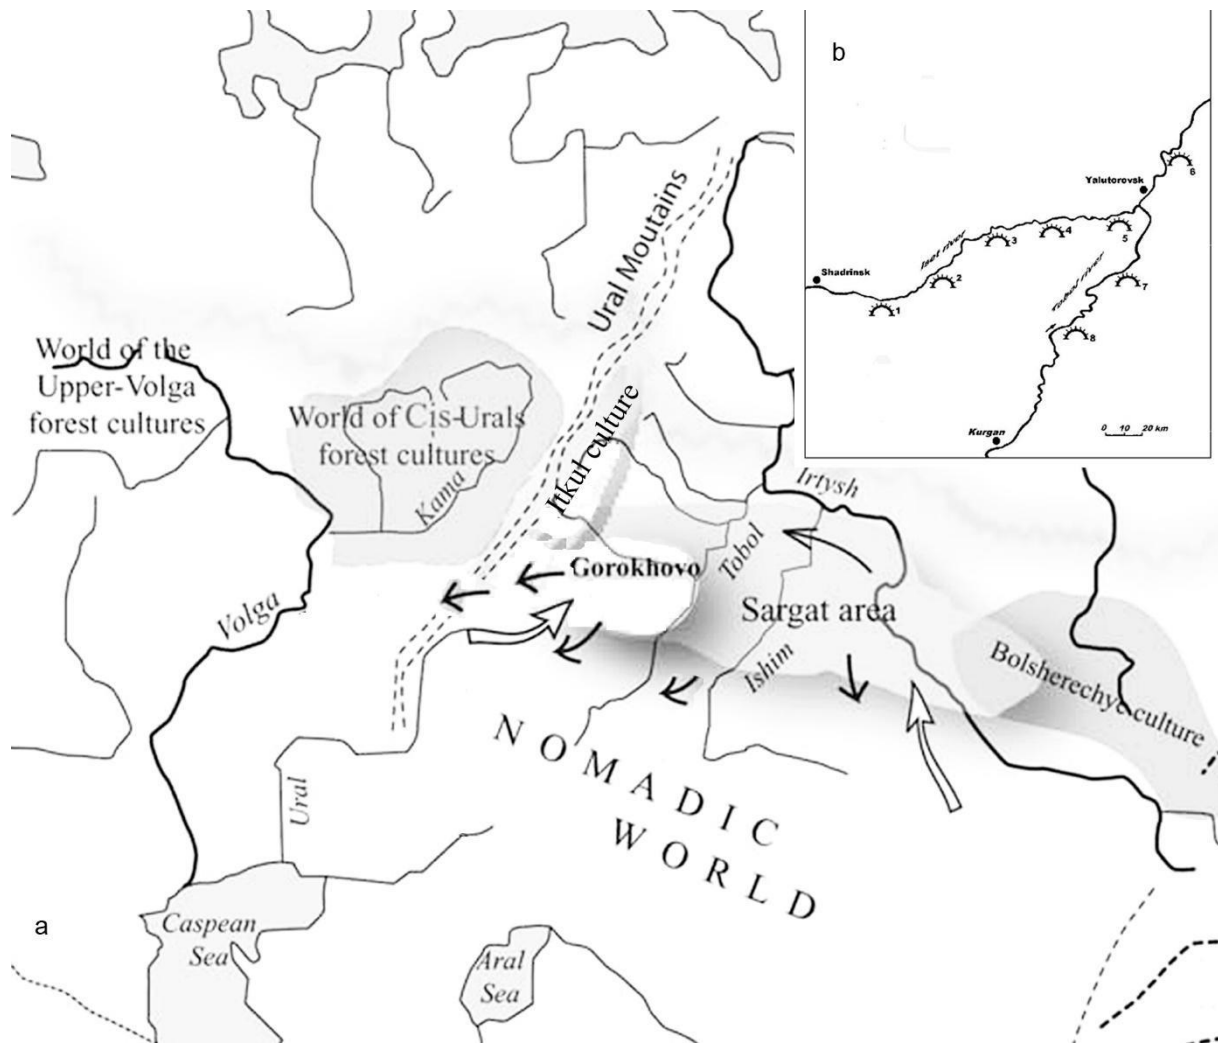 b
6
Yalutorovsk
Ural Moutains
Iset river
3
4
5
Shadrinsk
2
Tobol river
7
1
8
World of the
Upper-Volga
forest cultures
World of Cis-Urals
forest cultures
Itkul culture
Kurgan
0 10 20 km
Kama
Irtysh
Tobol
Gorokhovo
Volga
Sargat area
Ishim
Bolsherechye culture
NOMADIC
WORLD
Ural
a
Caspean
Sea
Aral
Sea